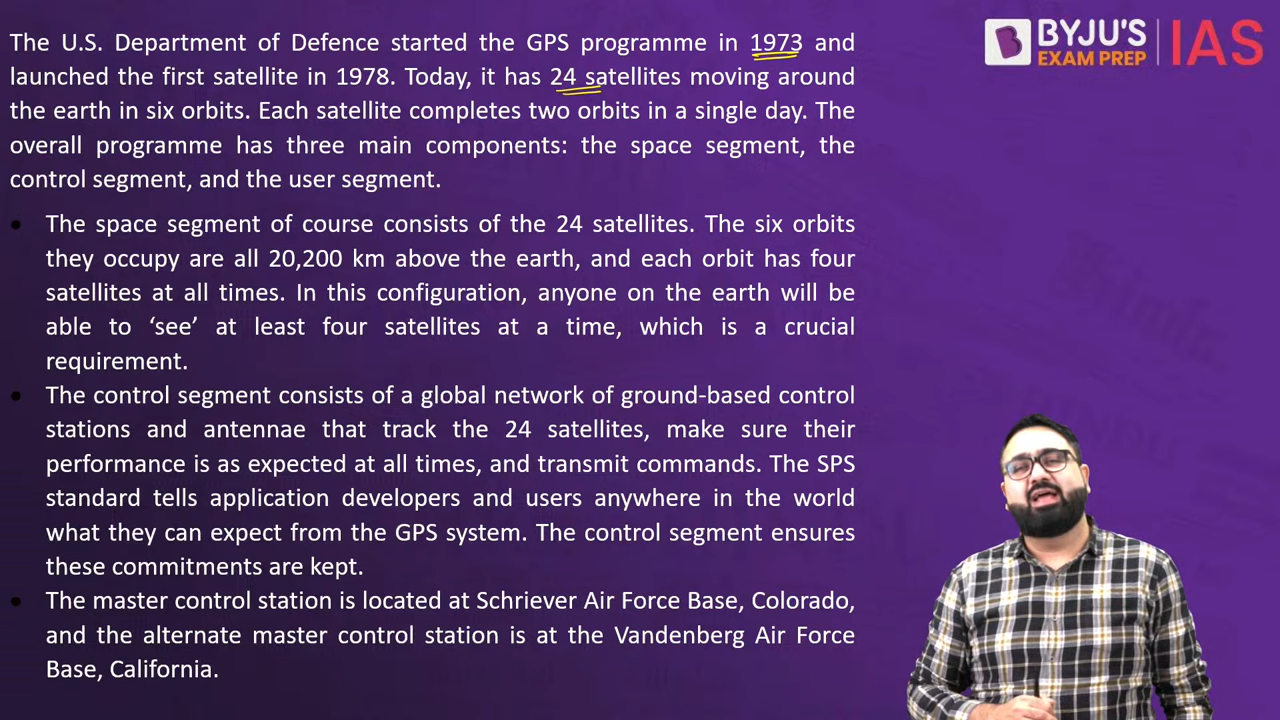 The U.S. Department of Defence started the GPS programme in 1973 and
launched the first satellite in 1978. Today, it has 24 satellites moving around
the earth in six orbits. Each satellite completes two orbits in a single day. The
overall programme has three main components: the space segment, the
control segment, and the user segment.
• The space segment of course consists of the 24 satellites. The six orbits
they occupy are all 20,200 km above the earth, and each orbit has four
satellites at all times. In this configuration, anyone on the earth will be
able to ‘see’ at least four satellites at a time, which is a crucial
requirement.
• The control segment consists of a global network of ground-based control
stations and antennae that track the 24 satellites, make sure their
performance is as expected at all times, and transmit commands. The SPS
standard tells application developers and users anywhere in the world
what they can expect from the GPS system. The control segment ensures
these commitments are kept.
• The master control station is located at Schriever Air Force Base, Colorado,
and the alternate master control station is at the Vandenberg Air Force
Base, California.
BYJU'S
EXAM PREP
IAS